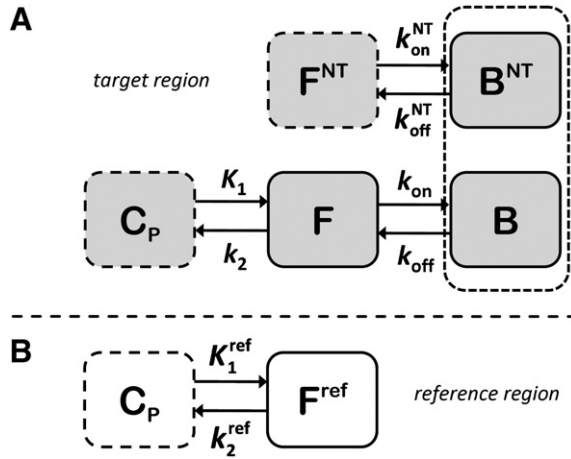 A
target region
F^NT
k_on^NT
k_off^NT
B^NT
C_P
K_1
k_2
F
k_on
k_off
B
B
C_P
K_1^ref
k_2^ref
F^ref
reference region